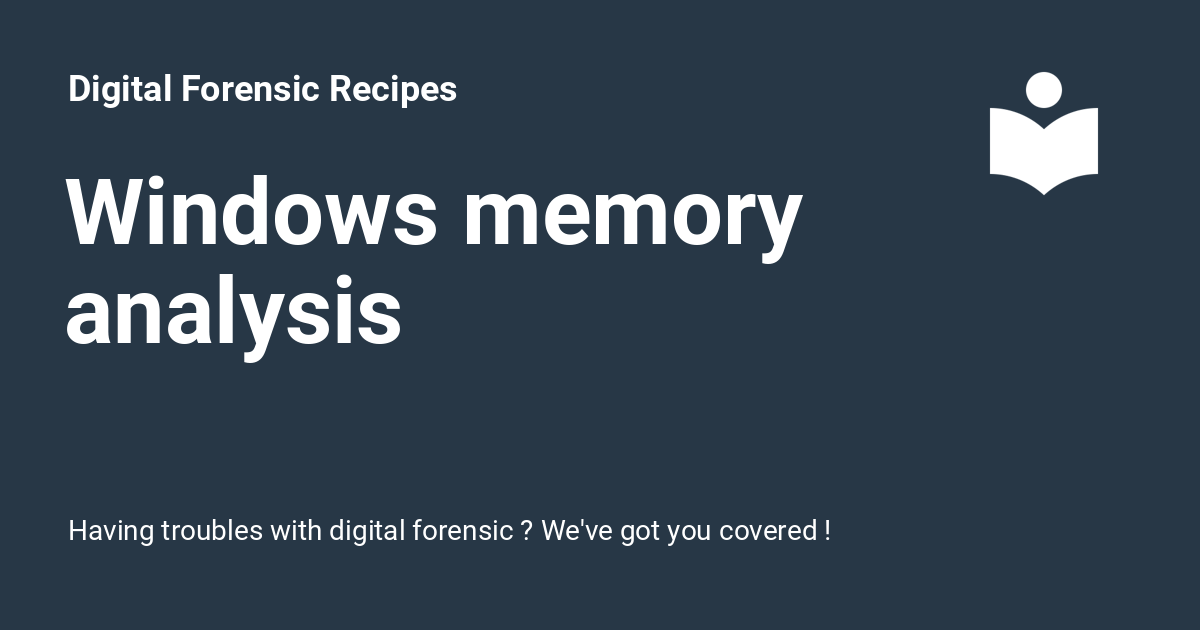 Digital Forensic Recipes
Windows memory
analysis
Having troubles with digital forensic ? We've got you covered !